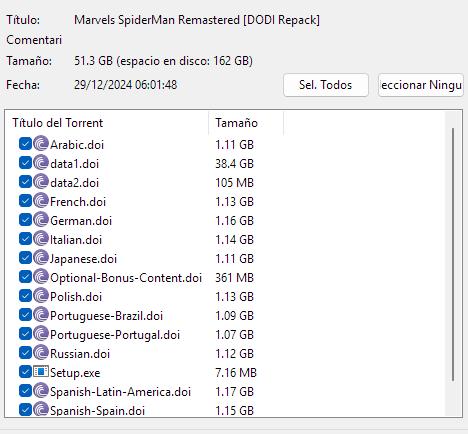 Título: Marvels SpiderMan Remastered [DODI Repack]
Comentari
Tamaño: 51.3 GB (espacio en disco: 162 GB)
Fecha: 29/12/2024 06:01:48 Sel. Todos eccionar Ningu
Título del Torrent Tamaño
Arabic.doi 1.11 GB
data1.doi 38.4 GB
data2.doi 105 MB
French.doi 1.13 GB
German.doi 1.16 GB
Italian.doi 1.14 GB
Japanese.doi 1.11 GB
Optional-Bonus-Content.doi 361 MB
Polish.doi 1.13 GB
Portuguese-Brazil.doi 1.09 GB
Portuguese-Portugal.doi 1.07 GB
Russian.doi 1.12 GB
Setup.exe 7.16 MB
Spanish-Latin-America.doi 1.17 GB
Spanish-Spain.doi 1.15 GB